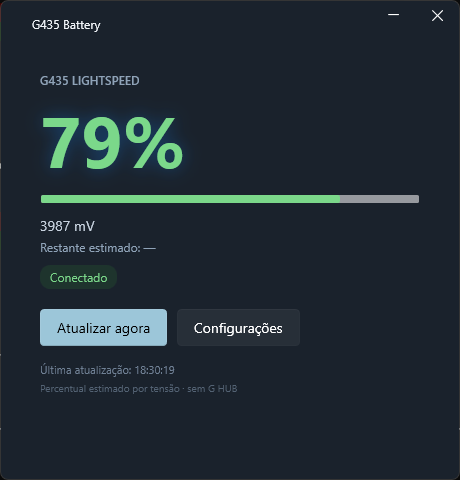 G435 Battery
G435 LIGHTSPEED
79%
3987 mV
Restante estimado: —
Conectado
Atualizar agora
Configurações
Última atualização: 18:30:19
Percentual estimado por tensão · sem G HUB